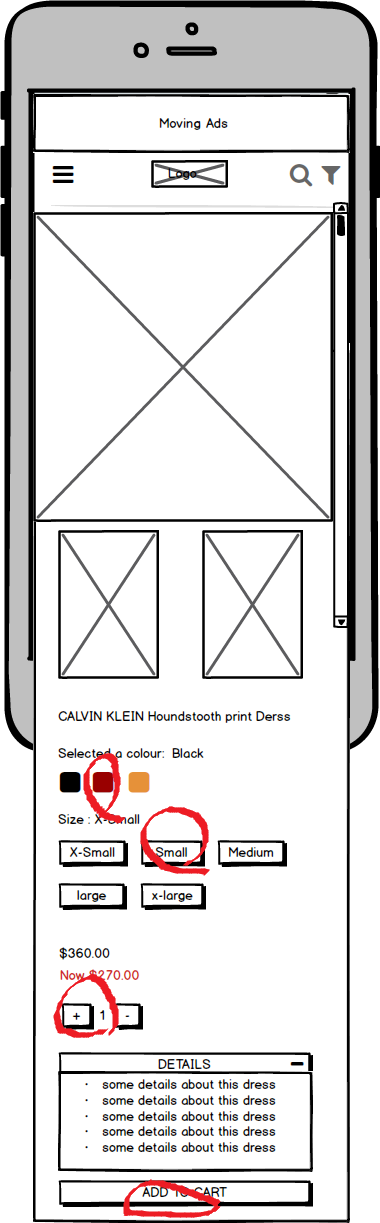 Moving Ads
Logo
CALVIN KLEIN Houndstooth print Derss
Selected a colour: Black
Size : X-Small
X-Small Small Medium
large x-large
$360.00
Now $270.00
+ 1 -
DETAILS
· some details about this dress
· some details about this dress
· some details about this dress
· some details about this dress
· some details about this dress
ADD TO CART